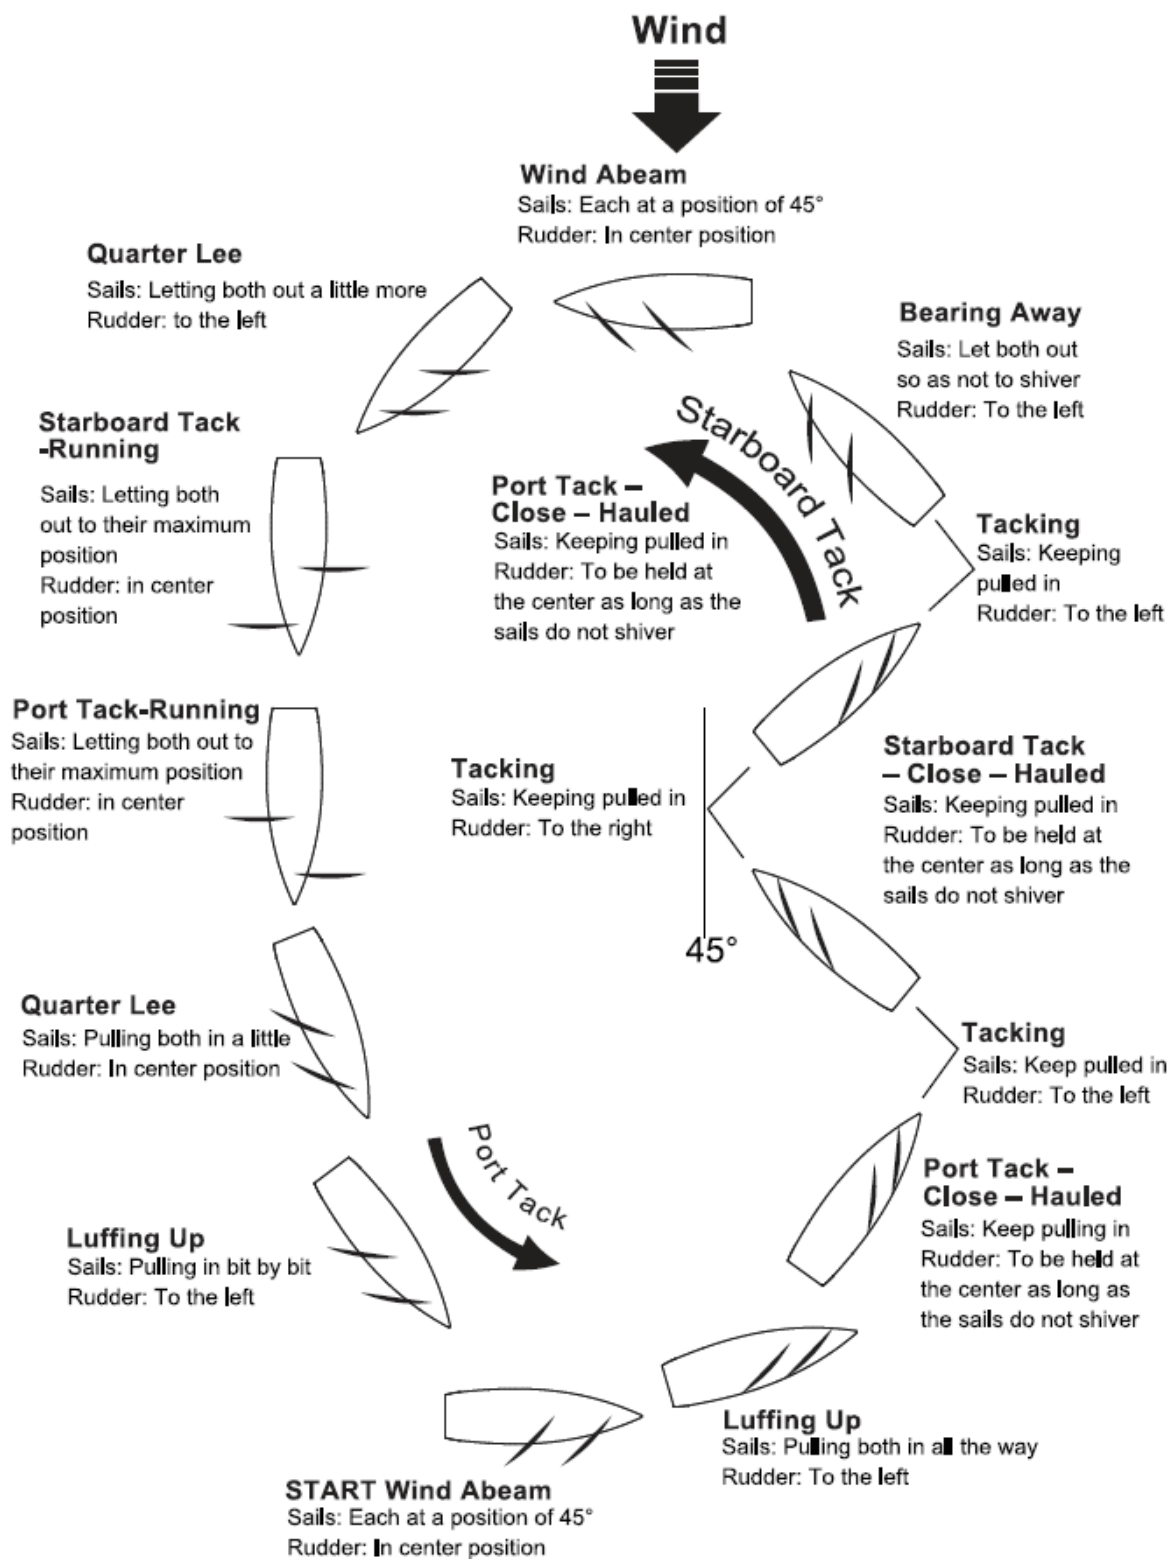 Wind
Wind Abeam
Sails: Each at a position of 45°
Rudder: In center position
Quarter Lee
Sails: Letting both out a little more
Rudder: to the left
Bearing Away
Sails: Let both out
so as not to shiver
Rudder: To the left
Starboard Tack
-Running
Sails: Letting both
out to their maximum
position
Rudder: in center
position
Starboard Tack
Port Tack –
Close – Hauled
Sails: Keeping pulled in
Rudder: To be held at
the center as long as the
sails do not shiver
Tacking
Sails: Keeping
pulled in
Rudder: To the left
Port Tack-Running
Sails: Letting both out to
their maximum position
Rudder: in center
position
Tacking
Sails: Keeping pulled in
Rudder: To the right
Starboard Tack
– Close – Hauled
Sails: Keeping pulled in
Rudder: To be held at
the center as long as the
sails do not shiver
45°
Quarter Lee
Sails: Pulling both in a little
Rudder: In center position
Tacking
Sails: Keep pulled in
Rudder: To the left
Port Tack
Port Tack –
Close – Hauled
Sails: Keep pulling in
Rudder: To be held at
the center as long as
the sails do not shiver
Luffing Up
Sails: Pulling in bit by bit
Rudder: To the left
Luffing Up
Sails: Pulling both in all the way
Rudder: To the left
START Wind Abeam
Sails: Each at a position of 45°
Rudder: In center position